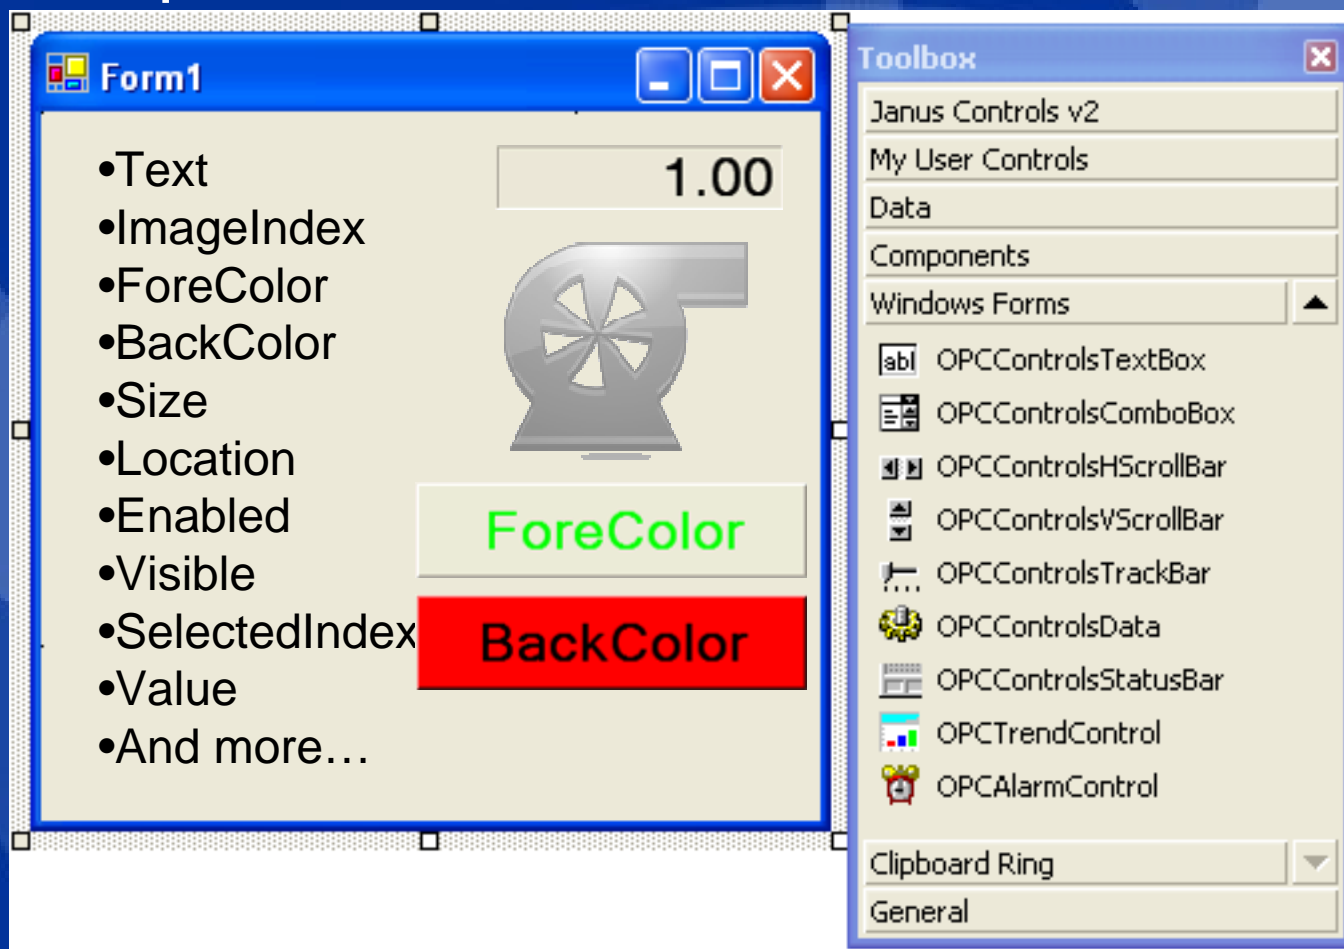 Form1
•Text
•ImageIndex
•ForeColor
•BackColor
•Size
•Location
•Enabled
•Visible
•SelectedIndex
•Value
•And more…
1.00
ForeColor
BackColor
Toolbox
Janus Controls v2
My User Controls
Data
Components
Windows Forms
abl OPCControlsTextBox
OPCControlsComboBox
OPCControlsHScrollBar
OPCControlsVScrollBar
OPCControlsTrackBar
OPCControlsData
OPCControlsStatusBar
OPCTrendControl
OPCAlarmControl
Clipboard Ring
General